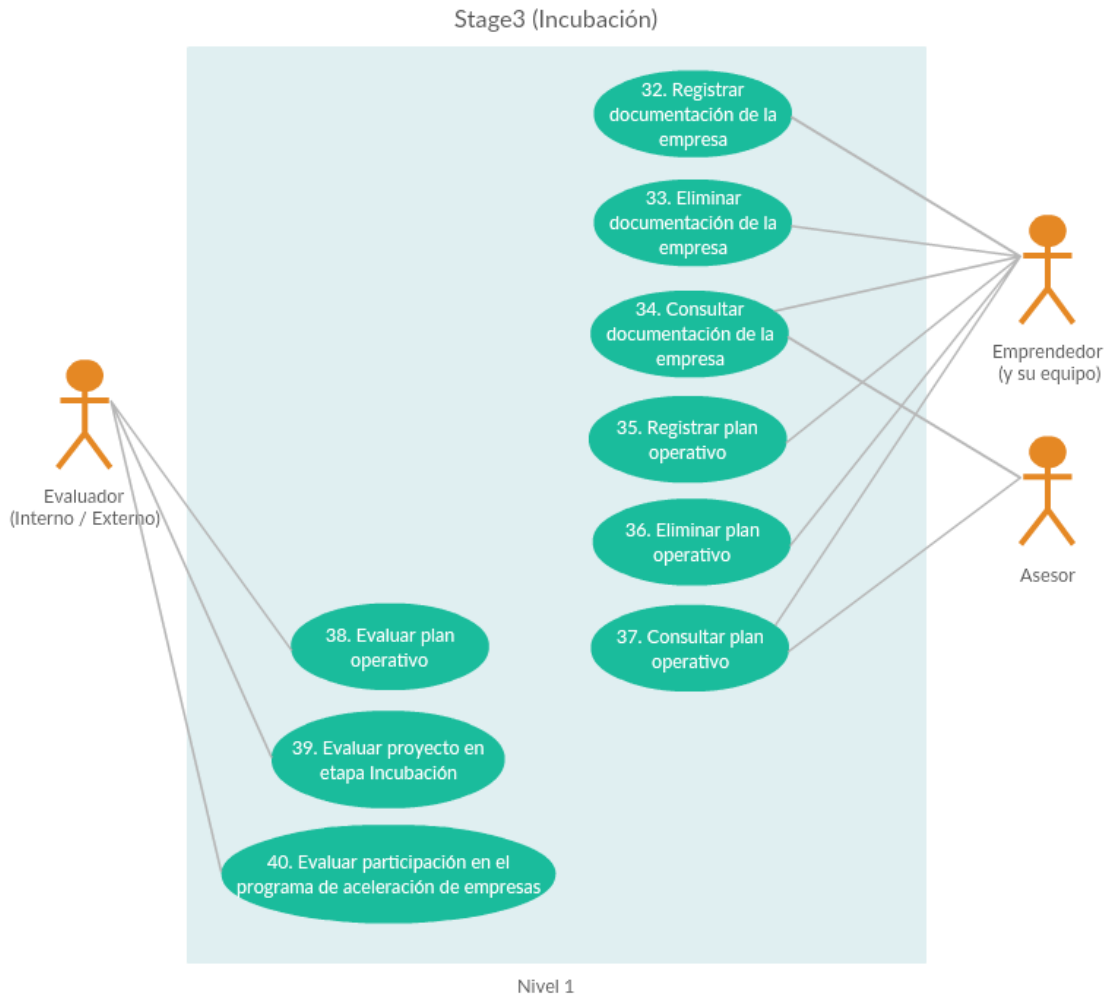 Stage3 (Incubación)
32. Registrar
documentación de la
empresa
33. Eliminar
documentación de la
empresa
34. Consultar
documentación de la
empresa
Emprendedor
(y su equipo)
35. Registrar plan
operativo
Evaluador
(Interno / Externo)
36. Eliminar plan
operativo
Asesor
38. Evaluar plan
operativo
37. Consultar plan
operativo
39. Evaluar proyecto en
etapa Incubación
40. Evaluar participación en el
programa de aceleración de empresas
Nivel 1